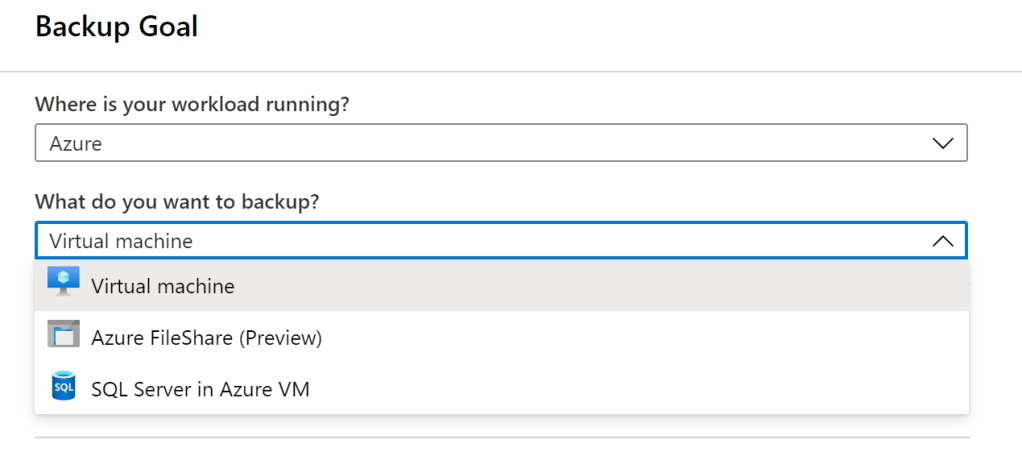 Backup Goal
Where is your workload running?
Azure
What do you want to backup?
Virtual machine
Virtual machine
Azure FileShare (Preview)
SQL
SQL Server in Azure VM